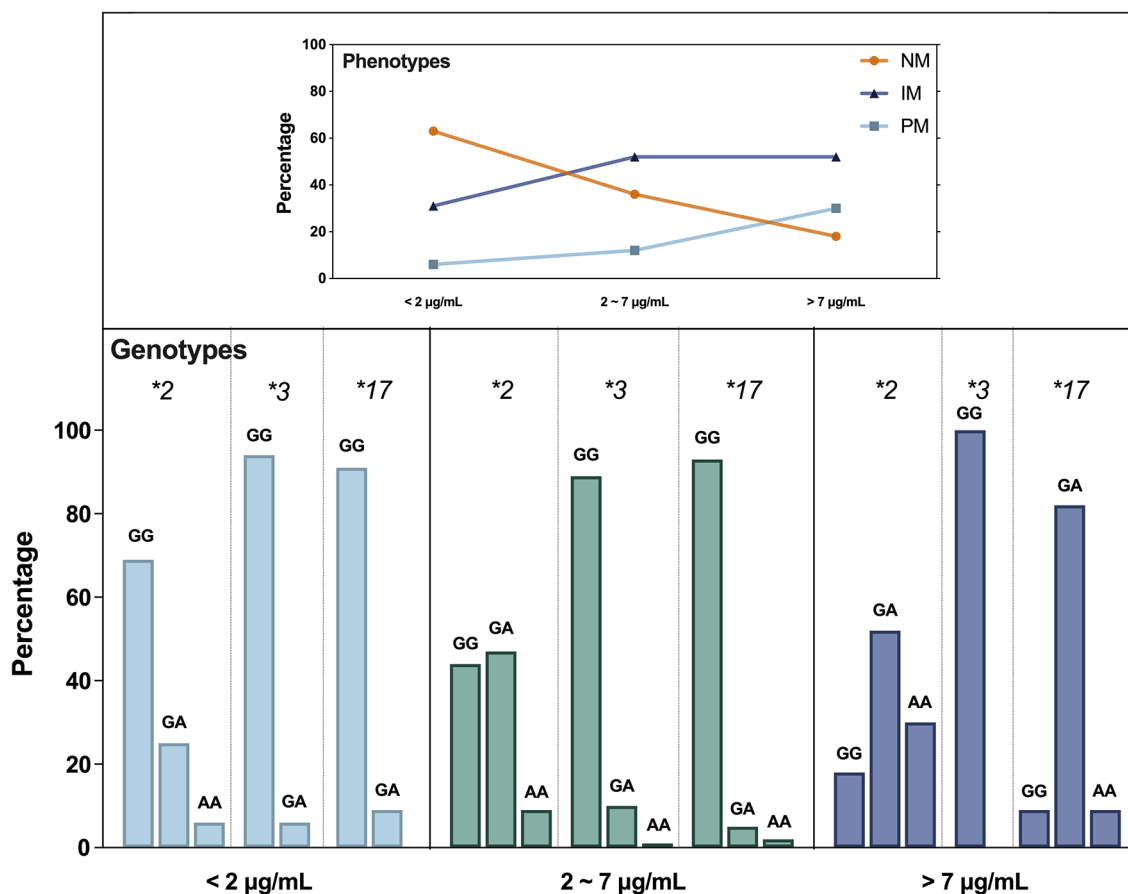 Phenotypes
NM
IM
PM
Percentage
100
80
60
40
20
0
< 2 µg/mL
2 ~ 7 µg/mL
> 7 µg/mL
Genotypes
*2
*3
*17
*2
*3
*17
*2
*3
*17
Percentage
100
80
60
40
20
0
GG
GA
AA
GG
GA
GG
GA
GG
GA
AA
GG
GA
AA
GG
GA
AA
GG
GA
AA
GG
GG
GA
AA
< 2 µg/mL
2 ~ 7 µg/mL
> 7 µg/mL